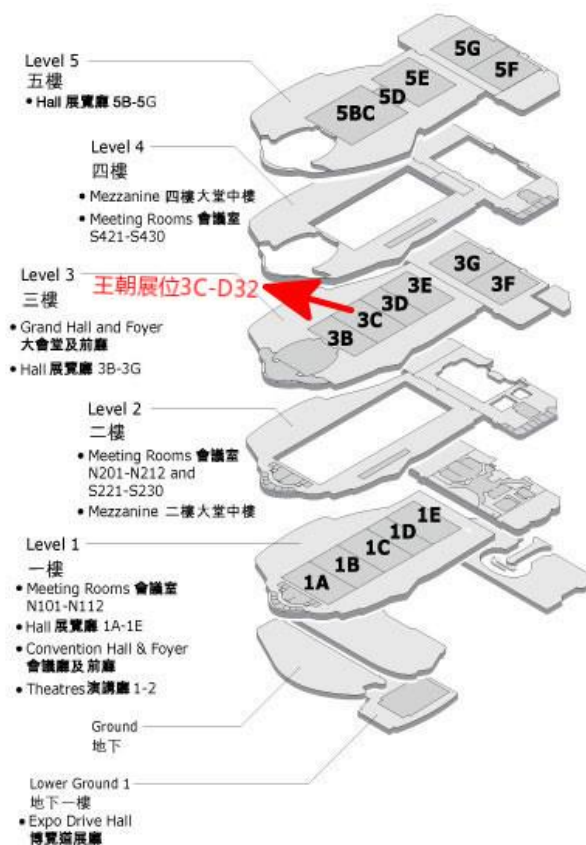 5G
5F
5E
5D
5BC
Level 5
五樓
• Hall 展覽廳 5B-5G
Level 4
四樓
• Mezzanine 四樓大堂中樓
• Meeting Rooms 會議室
S421-S430
Level 3
三樓
王朝展位3C-D32
3G
3F
3E
3D
3C
3B
• Grand Hall and Foyer
大會堂及前廳
• Hall 展覽廳 3B-3G
Level 2
二樓
• Meeting Rooms 會議室
N201-N212 and
S221-S230
• Mezzanine 二樓大堂中樓
Level 1
一樓
1E
1D
1C
1B
1A
• Meeting Rooms 會議室
N101-N112
• Hall 展覽廳 1A-1E
• Convention Hall & Foyer
會議廳及前廳
• Theatres 演講廳 1-2
Ground
地下
Lower Ground 1
地下一樓
• Expo Drive Hall
博覽道展廳